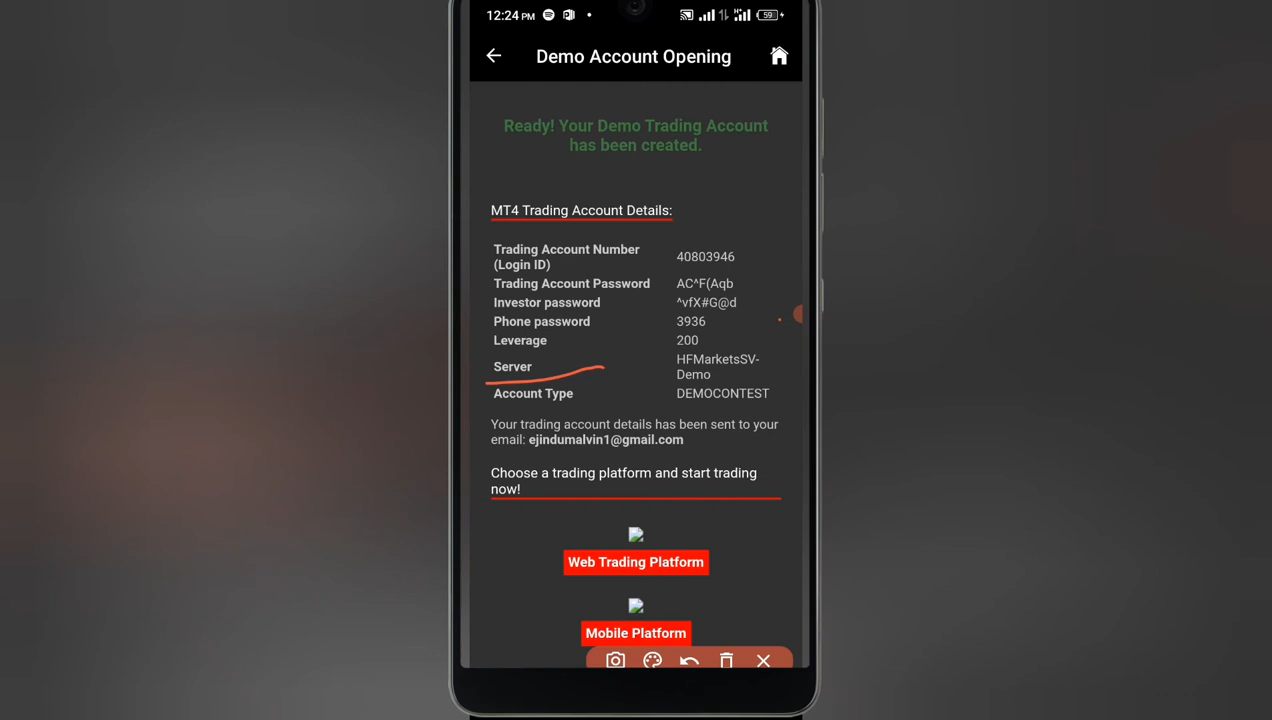 12:24 PM
59
Demo Account Opening
Ready! Your Demo Trading Account
has been created.
MT4 Trading Account Details:
Trading Account Number
(Login ID)
40803946
Trading Account Password
AC^F(Aqb
Investor password
^vfX#G@d
Phone password
3936
Leverage
200
Server
HFMarketsSV-
Demo
Account Type
DEMOCONTEST
Your trading account details has been sent to your
email: ejindumalvin1@gmail.com
Choose a trading platform and start trading
now!
Web Trading Platform
Mobile Platform